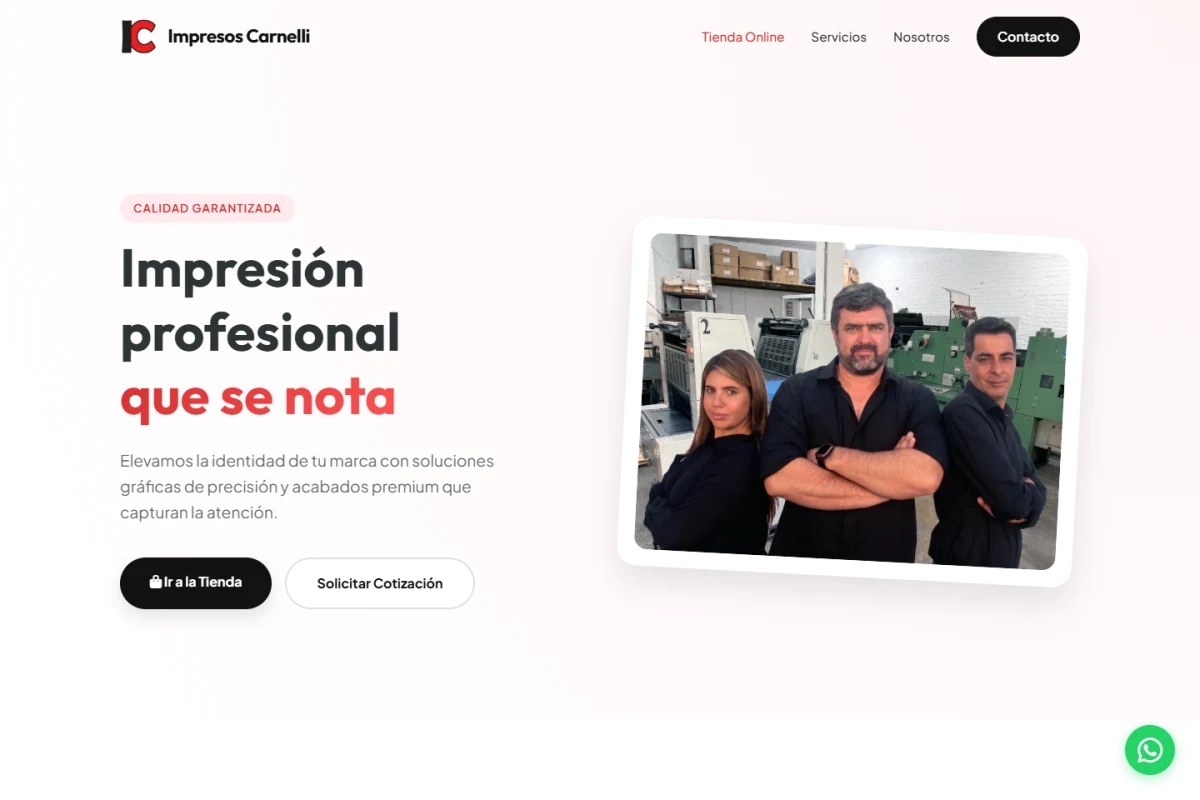 Impresos Carnelli
Tienda Online
Servicios
Nosotros
Contacto
CALIDAD GARANTIZADA
Impresión
profesional
que se nota
Elevamos la identidad de tu marca con soluciones
gráficas de precisión y acabados premium que
capturan la atención.
Ir a la Tienda
Solicitar Cotización
2